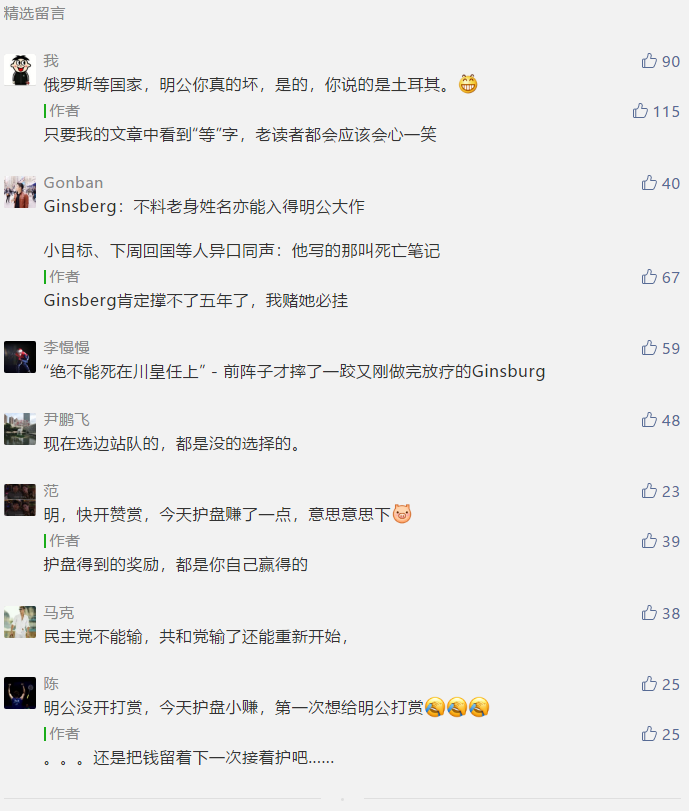 精选留言
我
90
俄罗斯等国家，明公你真的坏，是的，你说的是土耳其。😁
作者
115
只要我的文章中看到“等”字，老读者都会应该会心一笑
Gonban
40
Ginsberg：不料老身姓名亦能入得明公大作
小目标、下周回国等人异口同声：他写的那叫死亡笔记
作者
67
Ginsberg肯定撑不了五年了，我赌她必挂
李慢慢
59
“绝不能死在川皇任上” - 前阵子才摔了一跤又刚做完放疗的Ginsburg
尹鹏飞
48
现在选边站队的，都是没的选择的。
范
23
明，快开赞赏，今天护盘赚了一点，意思意思下🐷
作者
39
护盘得到的奖励，都是你自己赢得的
马克
38
民主党不能输，共和党输了还能重新开始，
陈
25
明公没开打赏，今天护盘小赚，第一次想给明公打赏🤣🤣🤣
作者
25
。。。还是把钱留着下一次接着护吧......